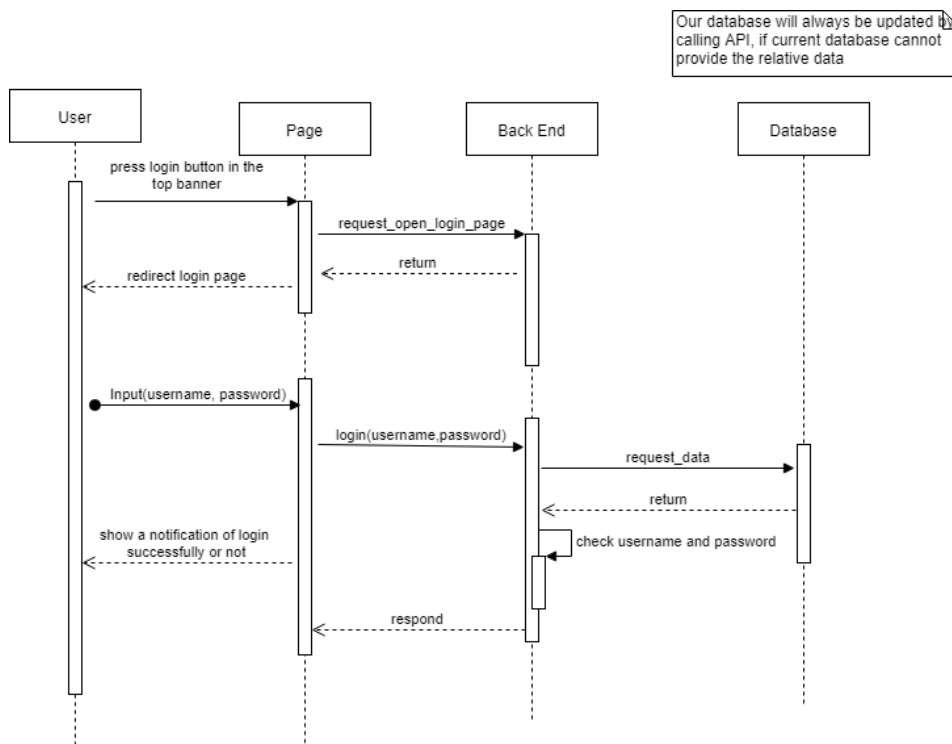 Our database will always be updated by
calling API, if current database cannot
provide the relative data
User
Page
Back End
Database
press login button in the
top banner
request_open_login_page
return
redirect login page
Input(username, password)
login(username,password)
request_data
return
show a notification of login
successfully or not
check username and password
respond